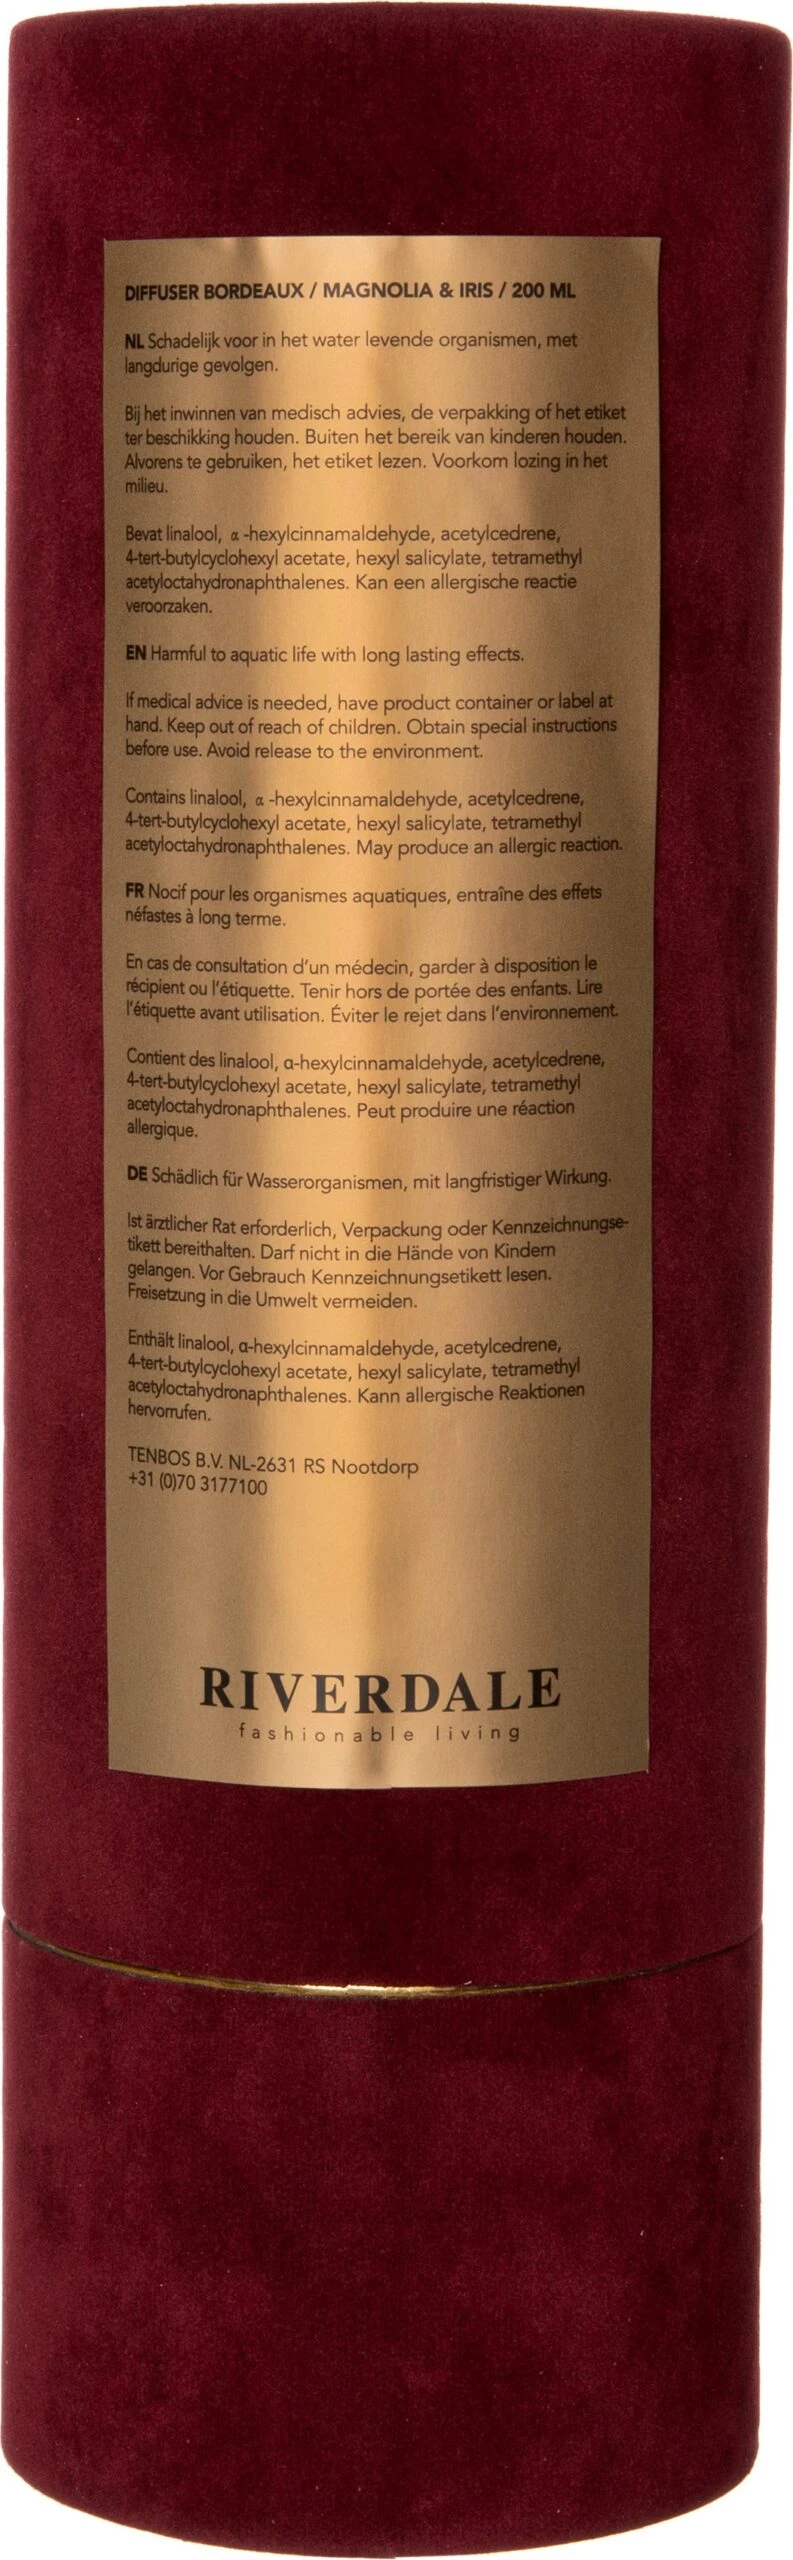 DIFFUSER BORDEAUX / MAGNOLIA & IRIS / 200 ML
NL Schadelijk voor in het water levende organismen, met
langdurige gevolgen.
Bij het inwinnen van medisch advies, de verpakking of het etiket
ter beschikking houden. Buiten het bereik van kinderen houden.
Alvorens te gebruiken, het etiket lezen. Voorkom lozing in het
milieu.
Bevat linalool, α -hexylcinnamaldehyde, acetylcedrene,
4-tert-butylcyclohexyl acetate, hexyl salicylate, tetramethyl
acetyloctahydronaphthalenes. Kan een allergische reactie
veroorzaken.
EN Harmful to aquatic life with long lasting effects.
If medical advice is needed, have product container or label at
hand. Keep out of reach of children. Obtain special instructions
before use. Avoid release to the environment.
Contains linalool, α -hexylcinnamaldehyde, acetylcedrene,
4-tert-butylcyclohexyl acetate, hexyl salicylate, tetramethyl
acetyloctahydronaphthalenes. May produce an allergic reaction.
FR Nocif pour les organismes aquatiques, entraîne des effets
néfastes à long terme.
En cas de consultation d'un médecin, garder à disposition le
récipient ou l'étiquette. Tenir hors de portée des enfants. Lire
l'étiquette avant utilisation. Éviter le rejet dans l'environnement.
Contient des linalool, α-hexylcinnamaldehyde, acetylcedrene,
4-tert-butylcyclohexyl acetate, hexyl salicylate, tetramethyl
acetyloctahydronaphthalenes. Peut produire une réaction
allergique.
DE Schädlich für Wasserorganismen, mit langfristiger Wirkung.
Ist ärztlicher Rat erforderlich, Verpackung oder Kennzeichnungse-
tikett bereithalten. Darf nicht in die Hände von Kindern
gelangen. Vor Gebrauch Kennzeichnungsetikett lesen.
Freisetzung in die Umwelt vermeiden.
Enthält linalool, α-hexylcinnamaldehyde, acetylcedrene,
4-tert-butylcyclohexyl acetate, hexyl salicylate, tetramethyl
acetyloctahydronaphthalenes. Kann allergische Reaktionen
hervorrufen.
TENBOS B.V. NL-2631 RS Nootdorp
+31 (0)70 3177100
RIVERDALE
fashionable living